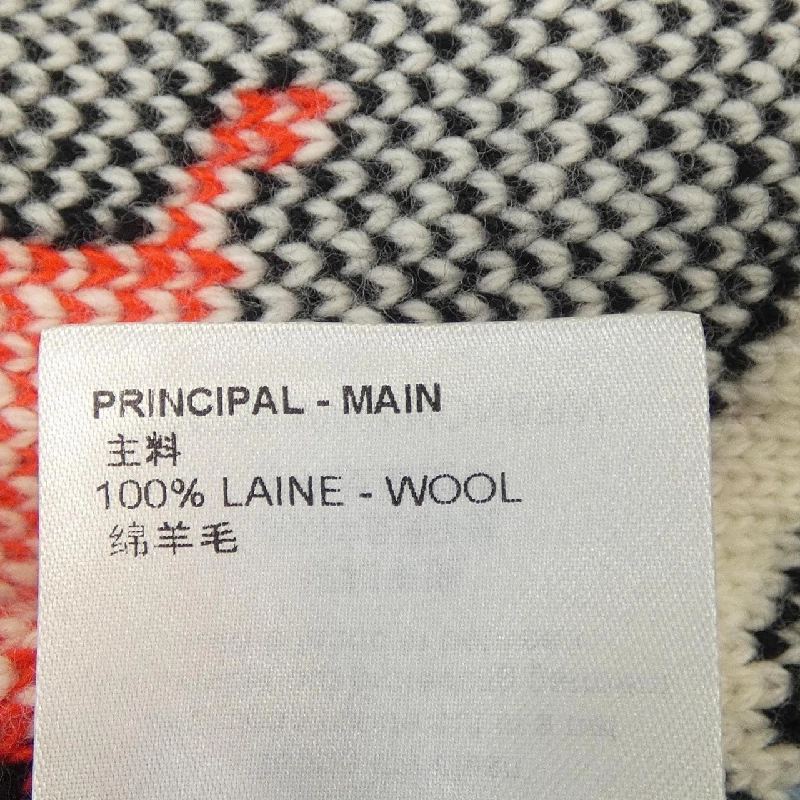 PRINCIPAL - MAIN
主料
100% LAINE - WOOL
绵羊毛